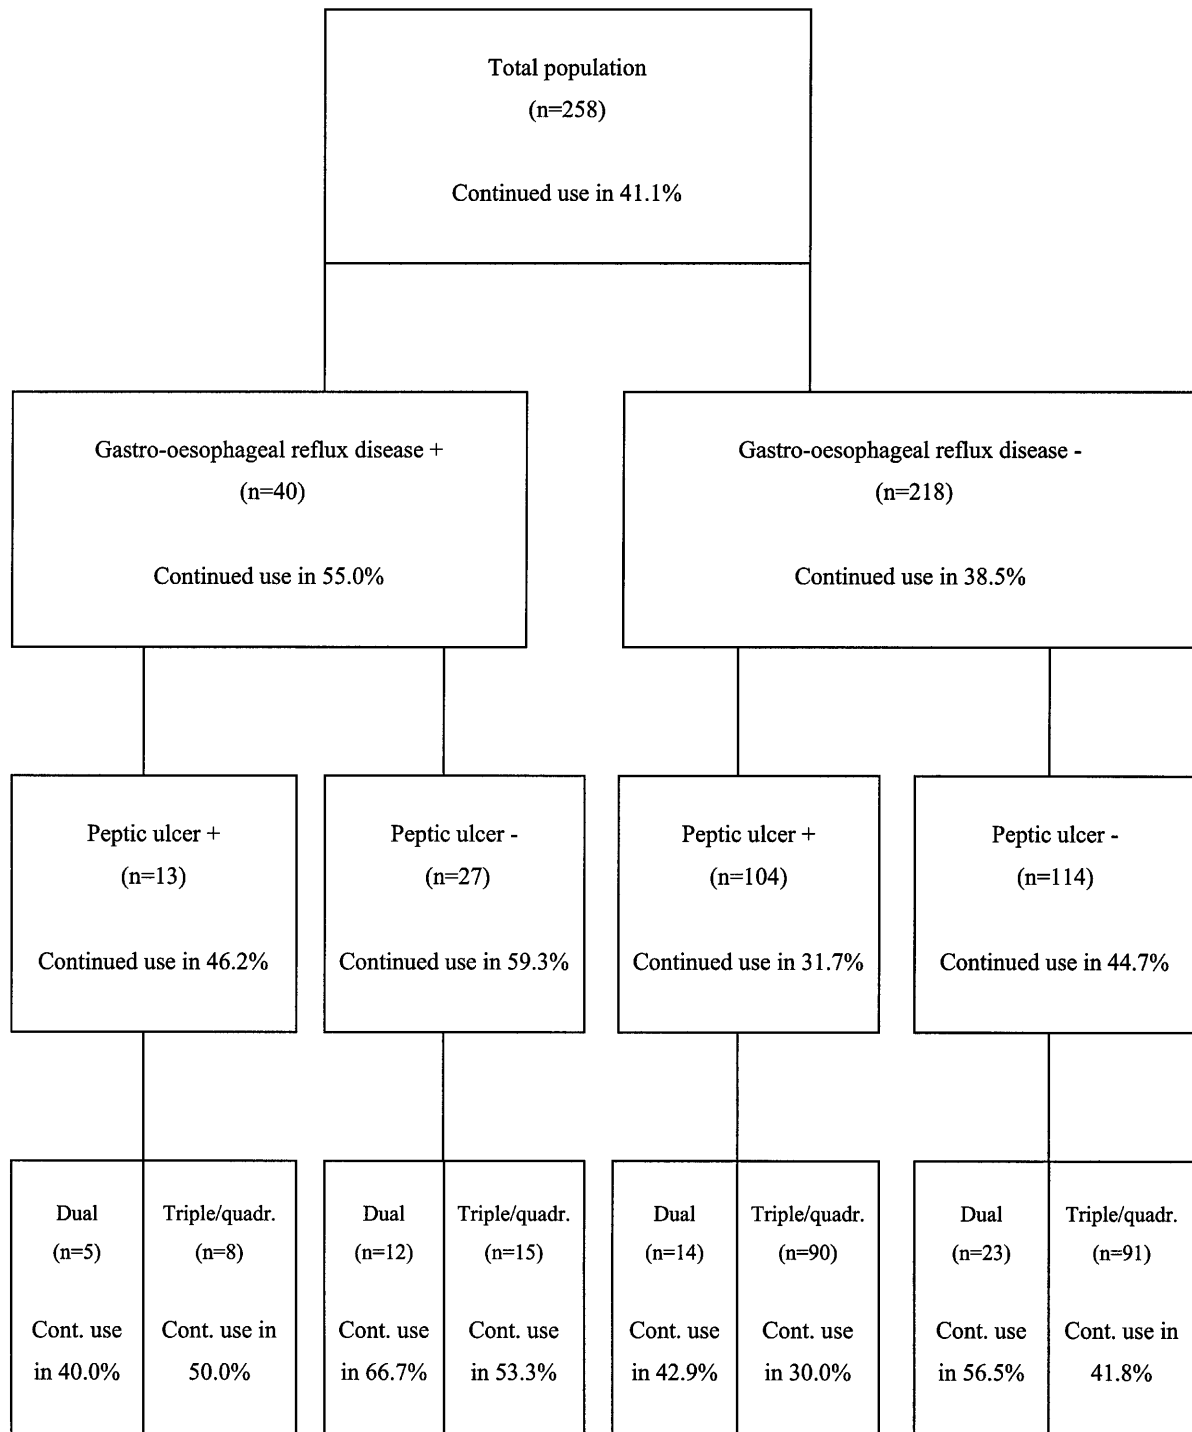 Total population
(n=258)
Continued use in 41.1%
Gastro-oesophageal reflux disease +
(n=40)
Continued use in 55.0%
Gastro-oesophageal reflux disease -
(n=218)
Continued use in 38.5%
Peptic ulcer +
(n=13)
Continued use in 46.2%
Peptic ulcer -
(n=27)
Continued use in 59.3%
Peptic ulcer +
(n=104)
Continued use in 31.7%
Peptic ulcer -
(n=114)
Continued use in 44.7%
Dual
(n=5)
Cont. use
in 40.0%
Triple/quadr.
(n=8)
Cont. use in
50.0%
Dual
(n=12)
Cont. use
in 66.7%
Triple/quadr.
(n=15)
Cont. use
in 53.3%
Dual
(n=14)
Cont. use
in 42.9%
Triple/quadr.
(n=90)
Cont. use
in 30.0%
Dual
(n=23)
Cont. use
in 56.5%
Triple/quadr.
(n=91)
Cont. use in
41.8%